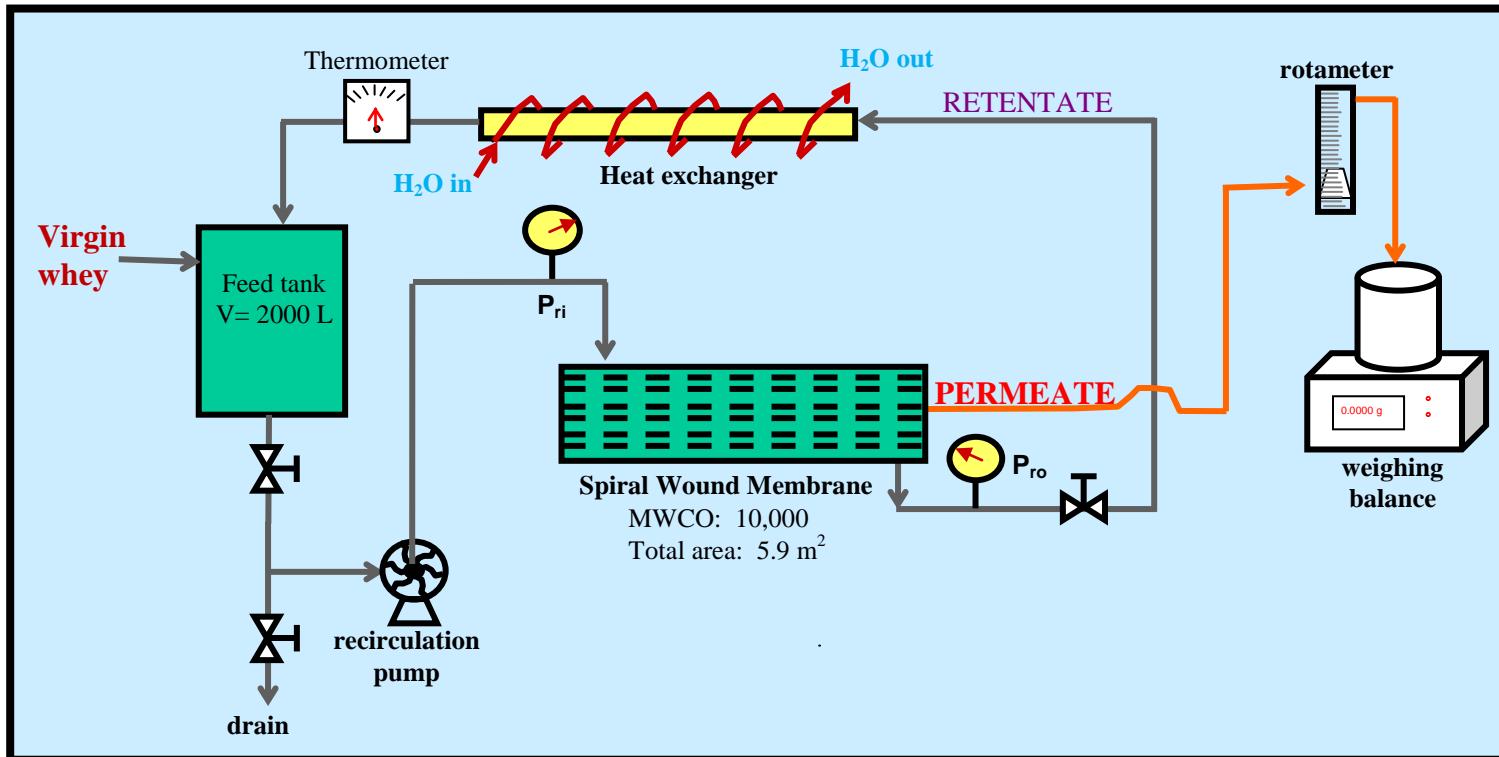 Thermometer
H₂O out
RETENTATE
rotameter
H₂O in
Heat exchanger
Virgin
whey
Feed tank
V= 2000 L
Pri
PERMEATE
0.0000 g
Pro
weighing
balance
Spiral Wound Membrane
MWCO: 10,000
Total area: 5.9 m²
recirculation
pump
drain